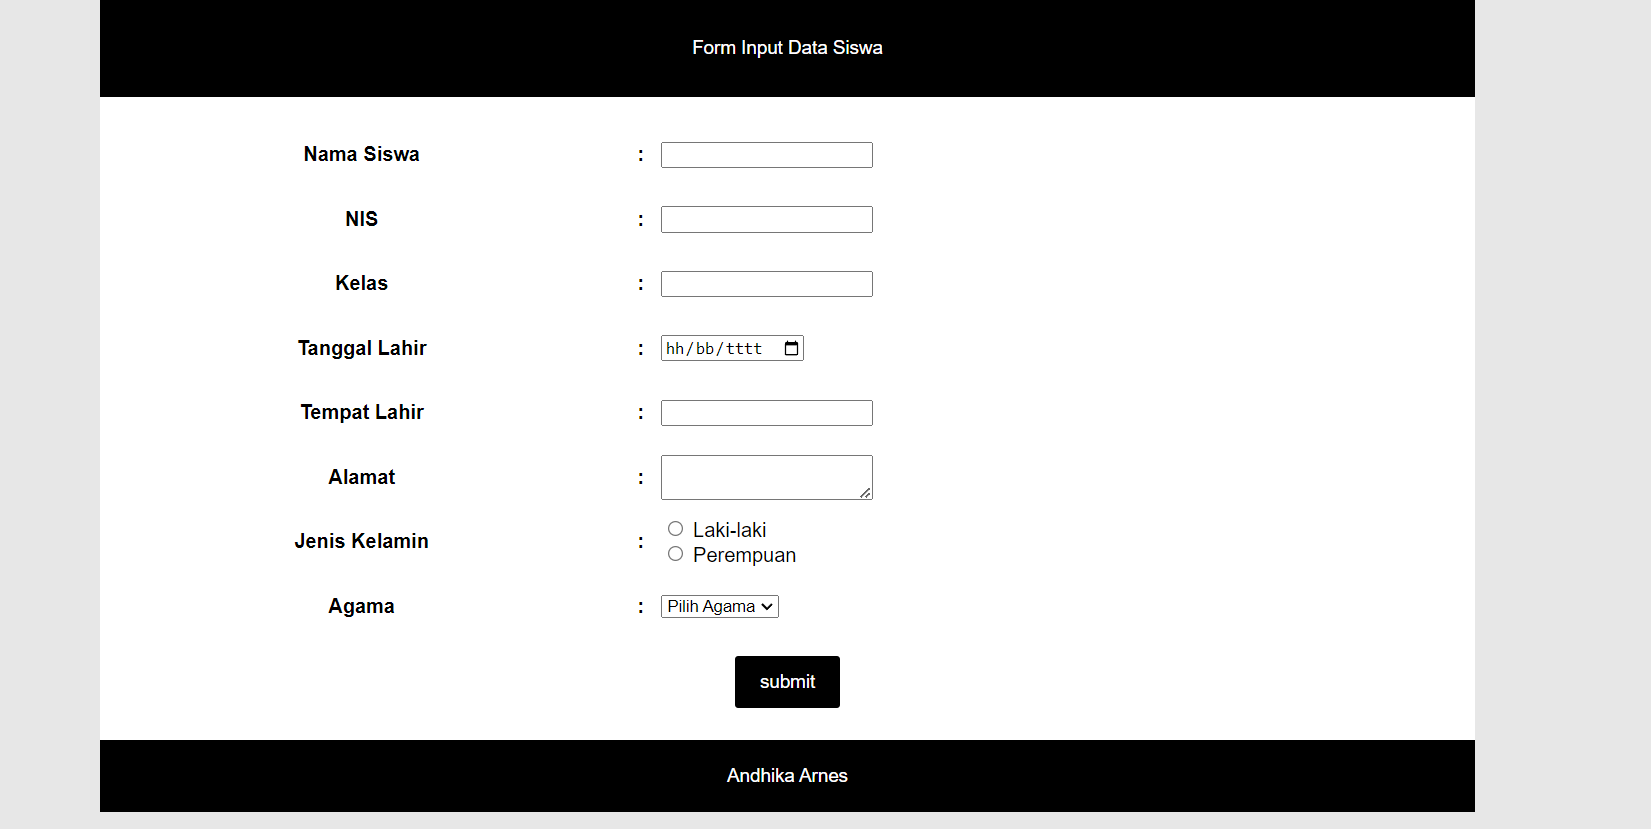 Form Input Data Siswa
Nama Siswa :
NIS :
Kelas :
Tanggal Lahir : hh/bb/tttt
Tempat Lahir :
Alamat :
Jenis Kelamin : Laki-laki
Perempuan
Agama : Pilih Agama
submit
Andhika Arnes